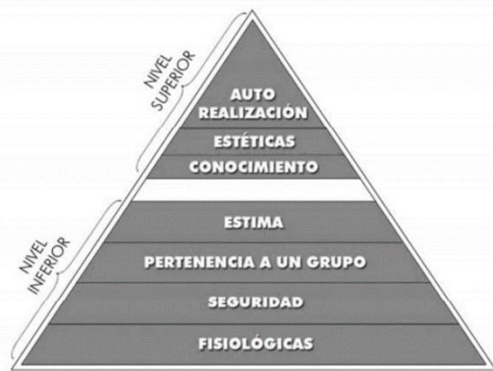 NIVEL
SUPERIOR
AUTO
REALIZACIÓN
ESTÉTICAS
CONOCIMIENTO
NIVEL
INFERIOR
ESTIMA
PERTENENCIA A UN GRUPO
SEGURIDAD
FISIOLÓGICAS